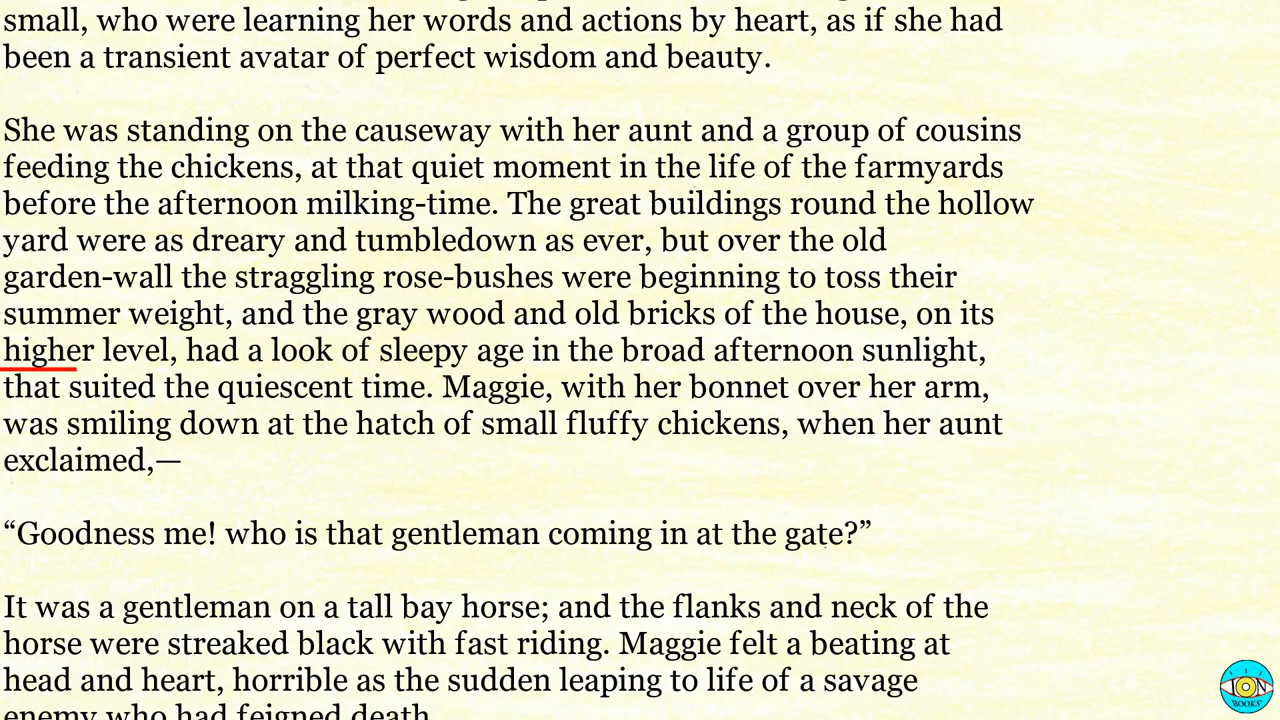 small, who were learning her words and actions by heart, as if she had
been a transient avatar of perfect wisdom and beauty.
She was standing on the causeway with her aunt and a group of cousins
feeding the chickens, at that quiet moment in the life of the farmyards
before the afternoon milking-time. The great buildings round the hollow
yard were as dreary and tumbledown as ever, but over the old
garden-wall the straggling rose-bushes were beginning to toss their
summer weight, and the gray wood and old bricks of the house, on its
higher level, had a look of sleepy age in the broad afternoon sunlight,
that suited the quiescent time. Maggie, with her bonnet over her arm,
was smiling down at the hatch of small fluffy chickens, when her aunt
exclaimed,—
“Goodness me! who is that gentleman coming in at the gate?”
It was a gentleman on a tall bay horse; and the flanks and neck of the
horse were streaked black with fast riding. Maggie felt a beating at
head and heart, horrible as the sudden leaping to life of a savage
enemy who had feigned death.
ION
BOOKS